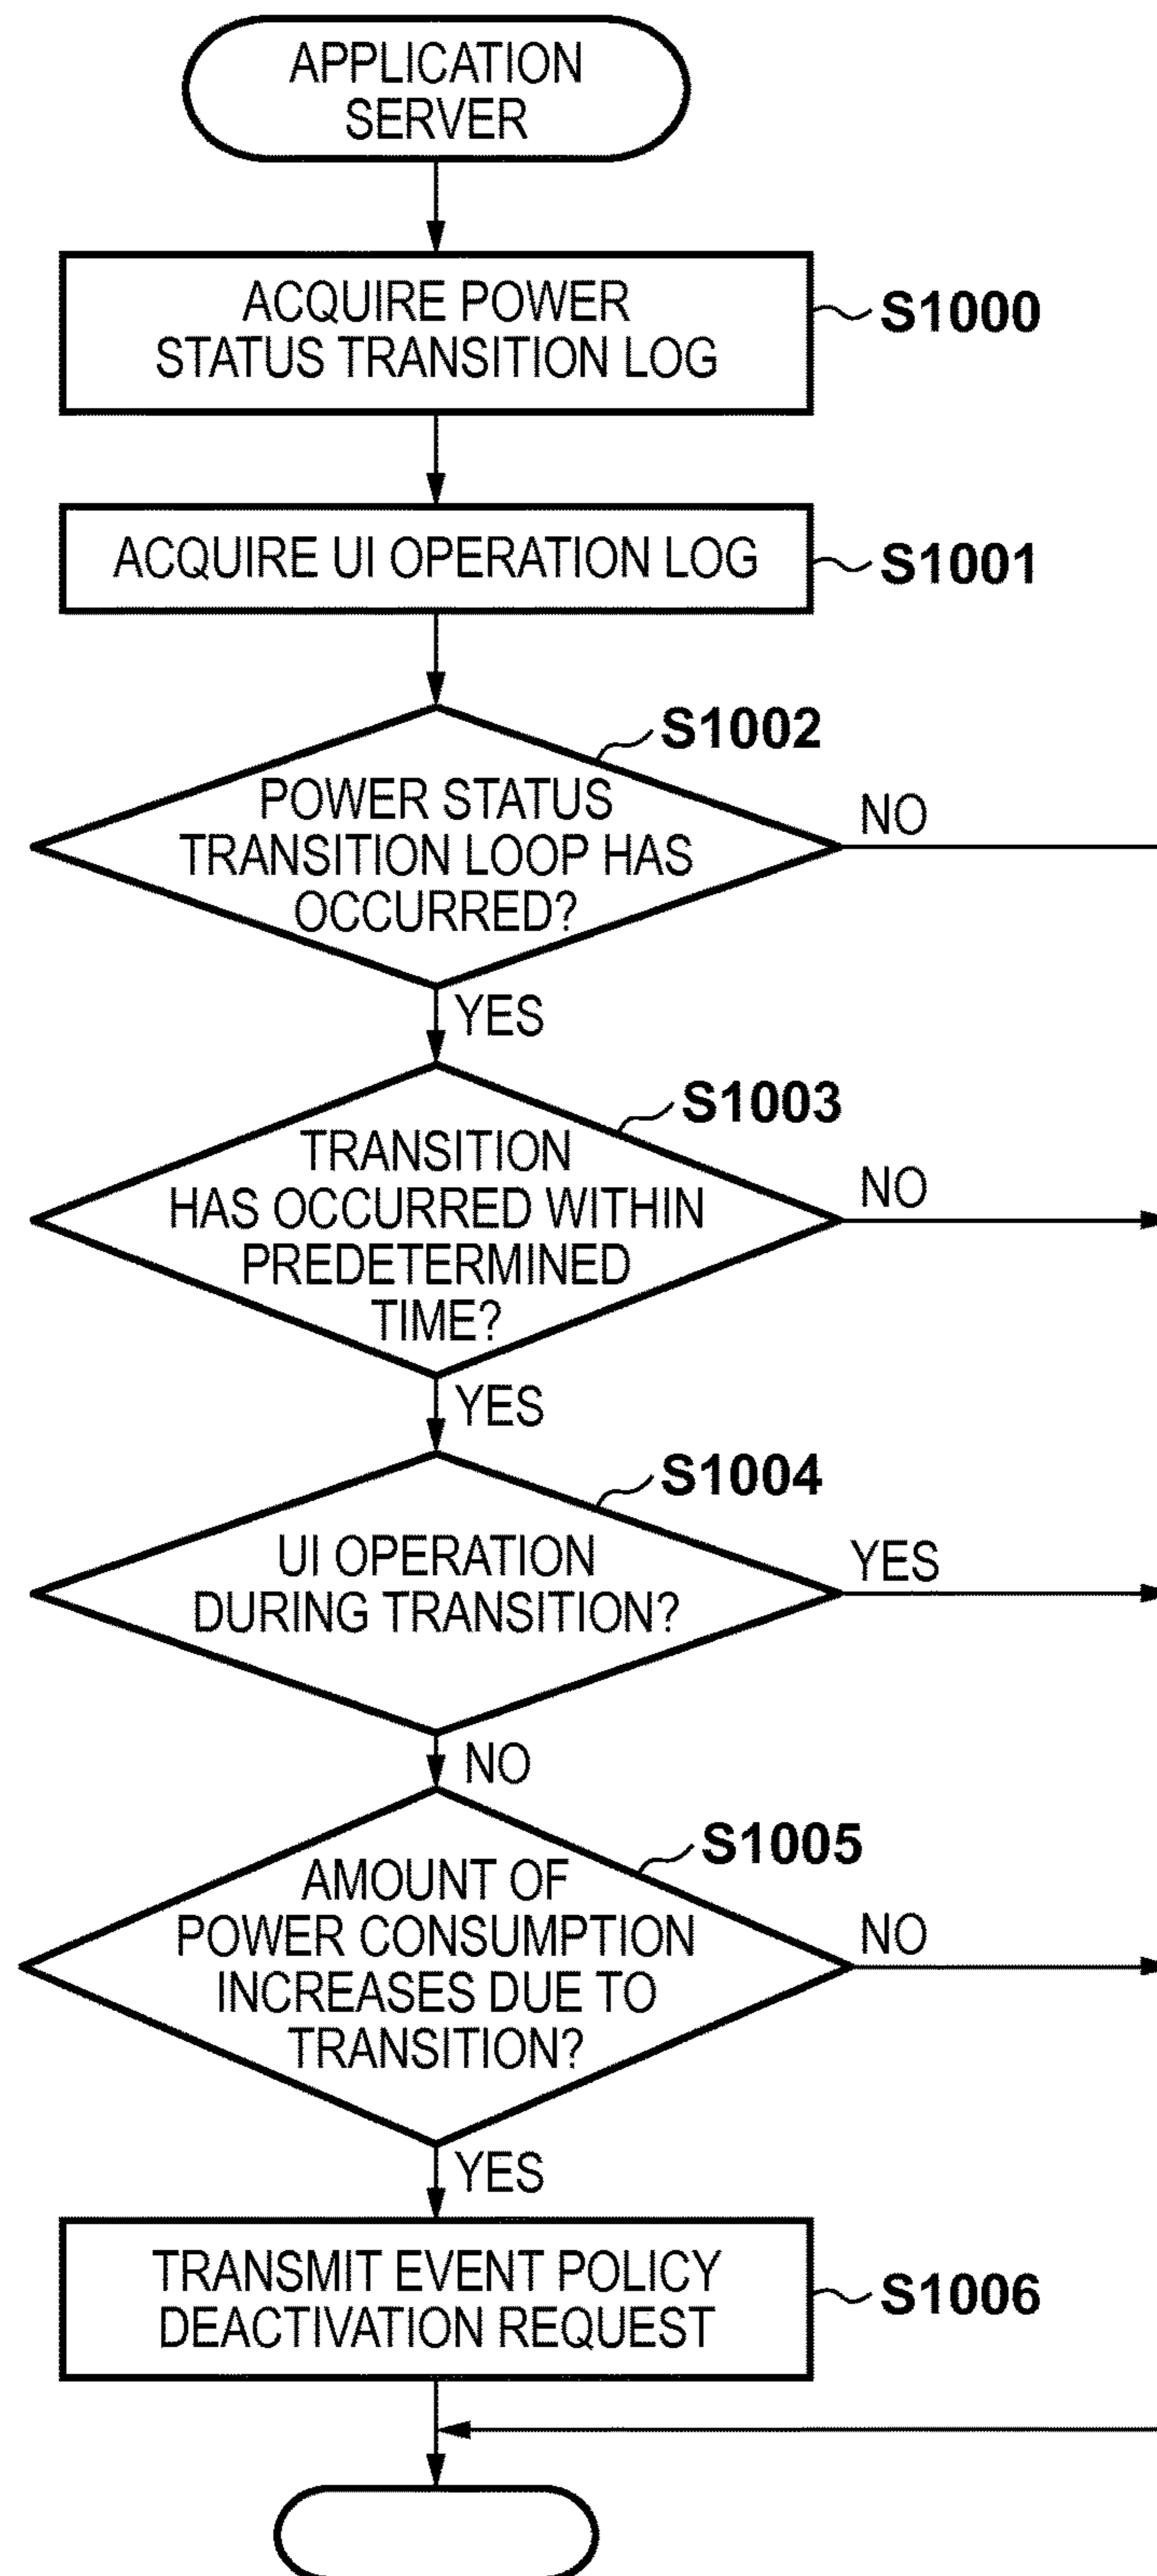 APPLICATION
SERVER
ACQUIRE POWER
STATUS TRANSITION LOG
S1000
ACQUIRE UI OPERATION LOG
S1001
S1002
POWER STATUS
TRANSITION LOOP HAS
OCCURRED?
NO
YES
S1003
TRANSITION
HAS OCCURRED WITHIN
PREDETERMINED
TIME?
NO
YES
S1004
UI OPERATION
DURING TRANSITION?
YES
NO
S1005
AMOUNT OF
POWER CONSUMPTION
INCREASES DUE TO
TRANSITION?
NO
YES
TRANSMIT EVENT POLICY
DEACTIVATION REQUEST
S1006